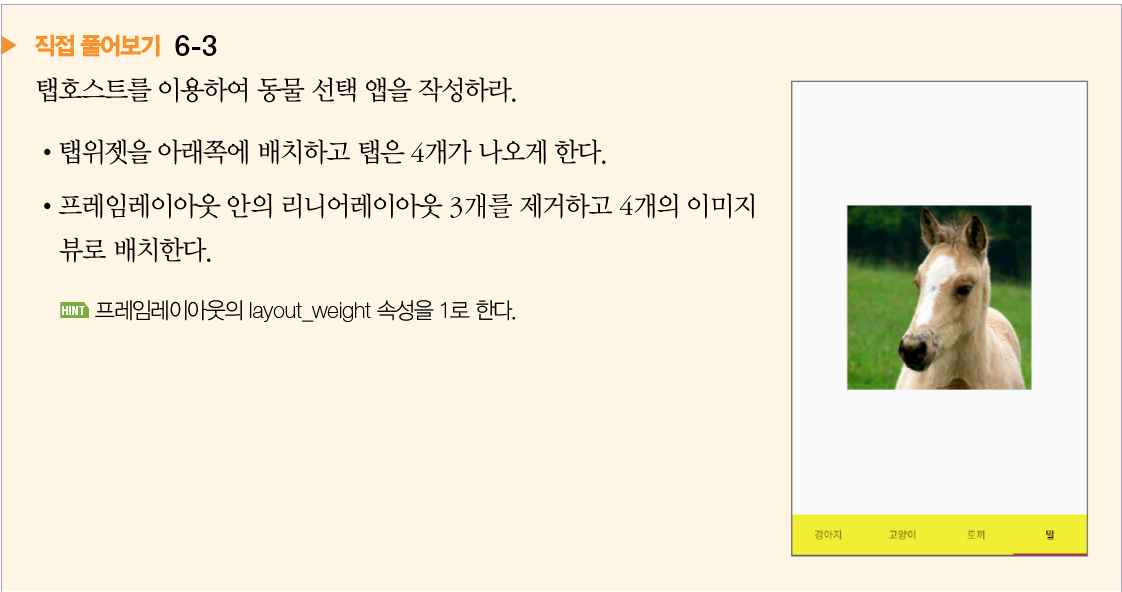 직접 풀어보기 6-3
탭호스트를 이용하여 동물 선택 앱을 작성하라.
• 탭위젯을 아래쪽에 배치하고 탭은 4개가 나오게 한다.
• 프레임레이아웃 안의 리니어레이아웃 3개를 제거하고 4개의 이미지
뷰로 배치한다.
HINT 프레임레이아웃의 layout_weight 속성을 1로 한다.
강아지 고양이 토끼 말